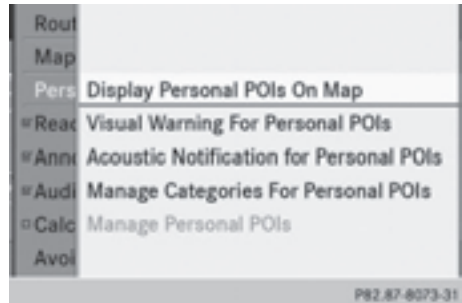 Rout
Map
Pers Display Personal POIs On Map
Reac Visual Warning For Personal POIs
Anno Acoustic Notification for Personal POIs
Audi Manage Categories For Personal POIs
Calc Manage Personal POIs
Avoi
P82.87-8073-31